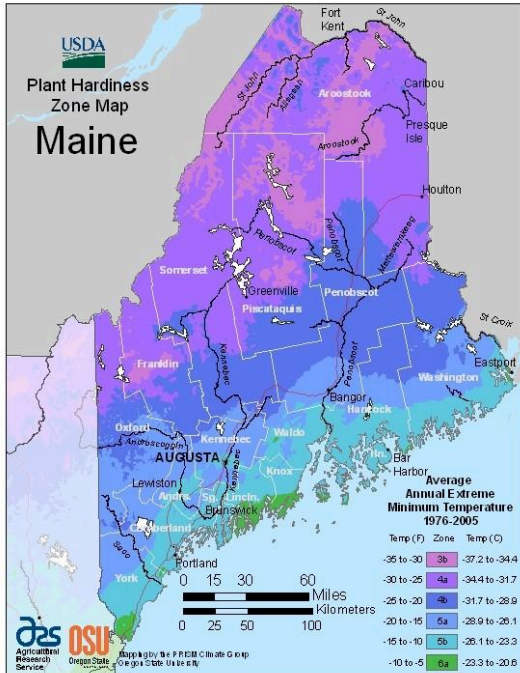 USDA
Plant Hardiness
Zone Map
Maine
Fort
Kent
St John
St John
Allagash
Aroostook
Caribou
Presque
Isle
Aroostook
Houlton
Penobscot
Penobscot
Mattawamkeag
Somerset
Greenville
Penobscot
Piscataquis
St Croix
Franklin
Kennebec
Penobscot
Washington
Eastport
Bangor
Hancock
Oxford
Waldo
Kennebec
Androscoggin
AUGUSTA
Hn.
Bar
Harbor
Knox
Lewiston
Andrs.
Sg.
Lincln.
Kennebec
Brunswick
Cumberland
Saco
Portland
York
Average
Annual Extreme
Minimum Temperature
1976-2005
Temp (F) Zone Temp (C)
-35 to -30 3b -37.2 to -34.4
-30 to -25 4a -34.4 to -31.7
-25 to -20 4b -31.7 to -28.9
-20 to -15 5a -28.9 to -26.1
-15 to -10 5b -26.1 to -23.3
-10 to -5 6a -23.3 to -20.6
0 15 30 60
Miles
Kilometers
0 25 50 100
ars
Agricultural
Research
Service
OSU
Oregon State
Mapping by the PRISM Climate Group
Oregon State University